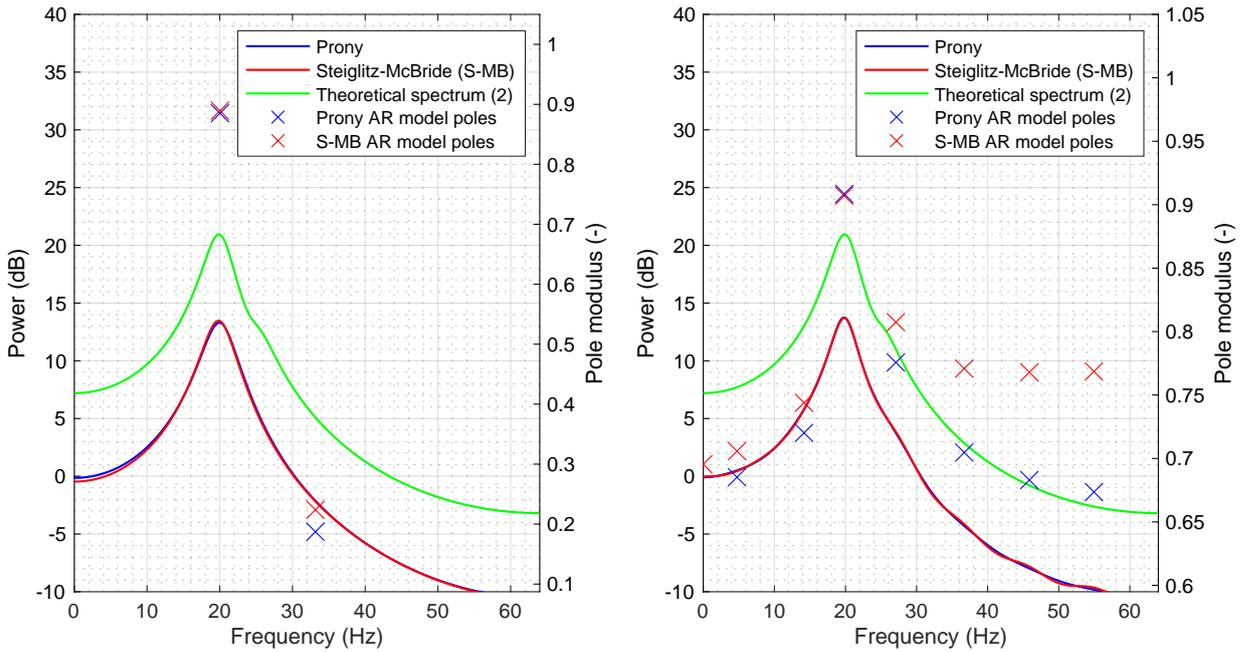 40
35
30
25
20
15
10
5
0
-5
-10
Power (dB)
0 10 20 30 40 50 60
Frequency (Hz)
1
0.9
0.8
0.7
0.6
0.5
0.4
0.3
0.2
0.1
Pole modulus (-)
Prony
Steiglitz-McBride (S-MB)
Theoretical spectrum (2)
Prony AR model poles
S-MB AR model poles
40
35
30
25
20
15
10
5
0
-5
-10
Power (dB)
0 10 20 30 40 50 60
Frequency (Hz)
1.05
1
0.95
0.9
0.85
0.8
0.75
0.7
0.65
0.6
Pole modulus (-)
Prony
Steiglitz-McBride (S-MB)
Theoretical spectrum (2)
Prony AR model poles
S-MB AR model poles